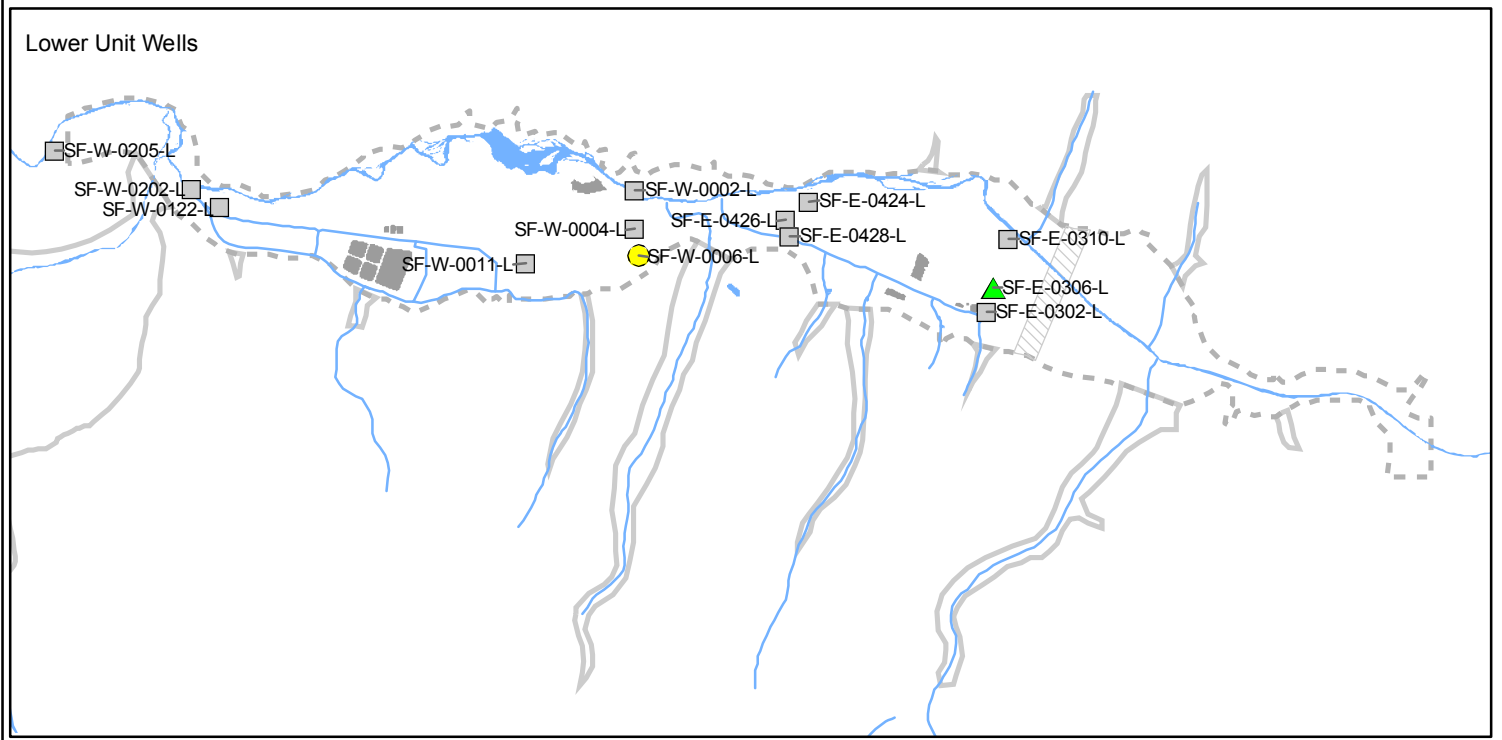 Lower Unit Wells
SF-W-0205-L
SF-W-0202-L
SF-W-0122-L
SF-W-0002-L
SF-E-0424-L
SF-E-0426-L
SF-W-0004-L
SF-E-0428-L
SF-E-0310-L
SF-W-0006-L
SF-W-0011-L
SF-E-0306-L
SF-E-0302-L